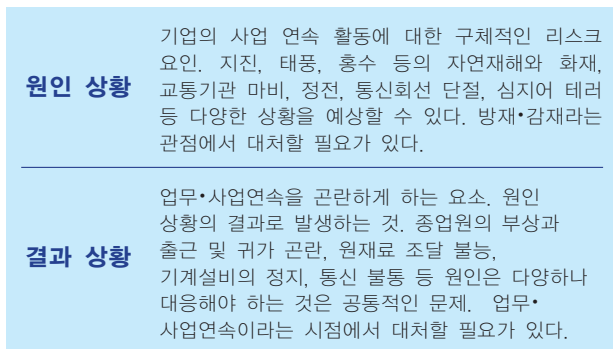 원인 상황
기업의 사업 연속 활동에 대한 구체적인 리스크
요인. 지진, 태풍, 홍수 등의 자연재해와 화재,
교통기관 마비, 정전, 통신회선 단절, 심지어 테러
등 다양한 상황을 예상할 수 있다. 방재•감재라는
관점에서 대처할 필요가 있다.
결과 상황
업무•사업연속을 곤란하게 하는 요소. 원인
상황의 결과로 발생하는 것. 종업원의 부상과
출근 및 귀가 곤란, 원재료 조달 불능,
기계설비의 정지, 통신 불통 등 원인은 다양하나
대응해야 하는 것은 공통적인 문제. 업무•
사업연속이라는 시점에서 대처할 필요가 있다.